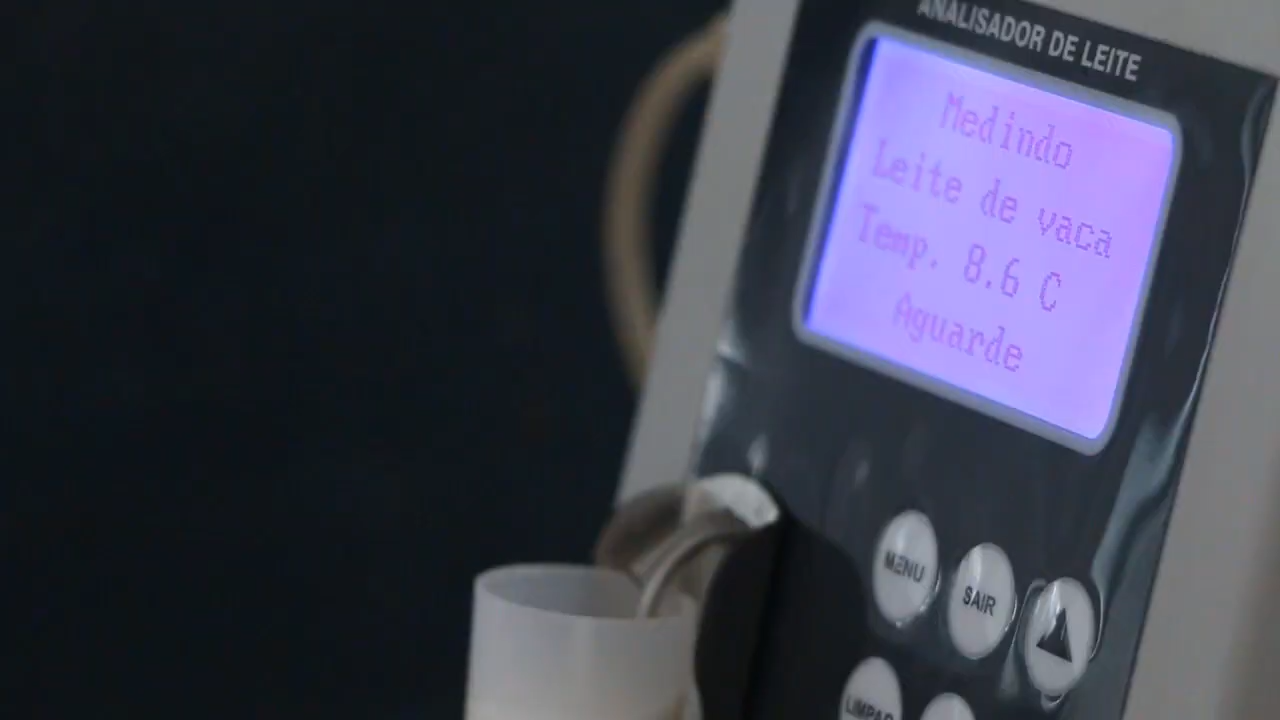 ANALISADOR DE LEITE
Medindo
Leite de vaca
Temp. 8.6 C
Aguarde
MENU
SAIR
LIMPAR